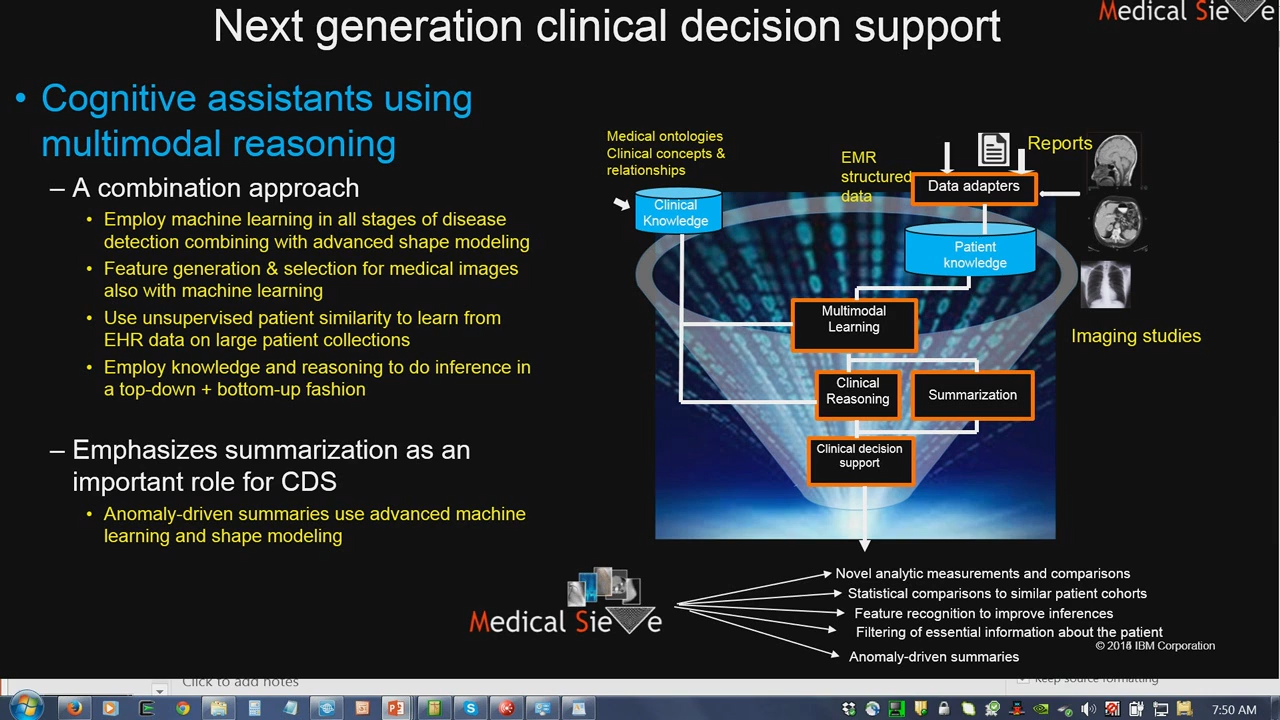 Next generation clinical decision support
Medical Sieve
• Cognitive assistants using
multimodal reasoning
– A combination approach
• Employ machine learning in all stages of disease
detection combining with advanced shape modeling
• Feature generation & selection for medical images
also with machine learning
• Use unsupervised patient similarity to learn from
EHR data on large patient collections
• Employ knowledge and reasoning to do inference in
a top-down + bottom-up fashion
– Emphasizes summarization as an
important role for CDS
• Anomaly-driven summaries use advanced machine
learning and shape modeling
Medical ontologies
Clinical concepts &
relationships
Clinical
Knowledge
EMR
structured
data
Reports
Data adapters
Patient
knowledge
Imaging studies
Multimodal
Learning
Clinical
Reasoning
Summarization
Clinical decision
support
Medical Sieve
Novel analytic measurements and comparisons
Statistical comparisons to similar patient cohorts
Feature recognition to improve inferences
Filtering of essential information about the patient
Anomaly-driven summaries
IBM Corporation
Click to add notes
Keep source formatting
7:50 AM